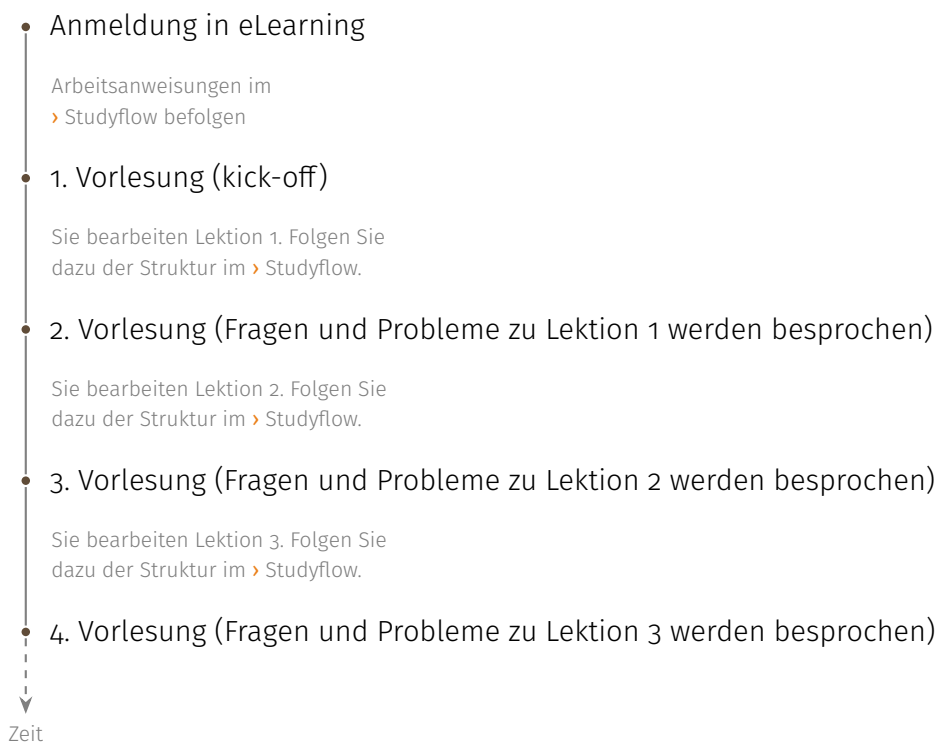 Anmeldung in eLearning
Arbeitsanweisungen im
› Studyflow befolgen
1. Vorlesung (kick-off)
Sie bearbeiten Lektion 1. Folgen Sie
dazu der Struktur im › Studyflow.
2. Vorlesung (Fragen und Probleme zu Lektion 1 werden besprochen)
Sie bearbeiten Lektion 2. Folgen Sie
dazu der Struktur im › Studyflow.
3. Vorlesung (Fragen und Probleme zu Lektion 2 werden besprochen)
Sie bearbeiten Lektion 3. Folgen Sie
dazu der Struktur im › Studyflow.
4. Vorlesung (Fragen und Probleme zu Lektion 3 werden besprochen)
Zeit